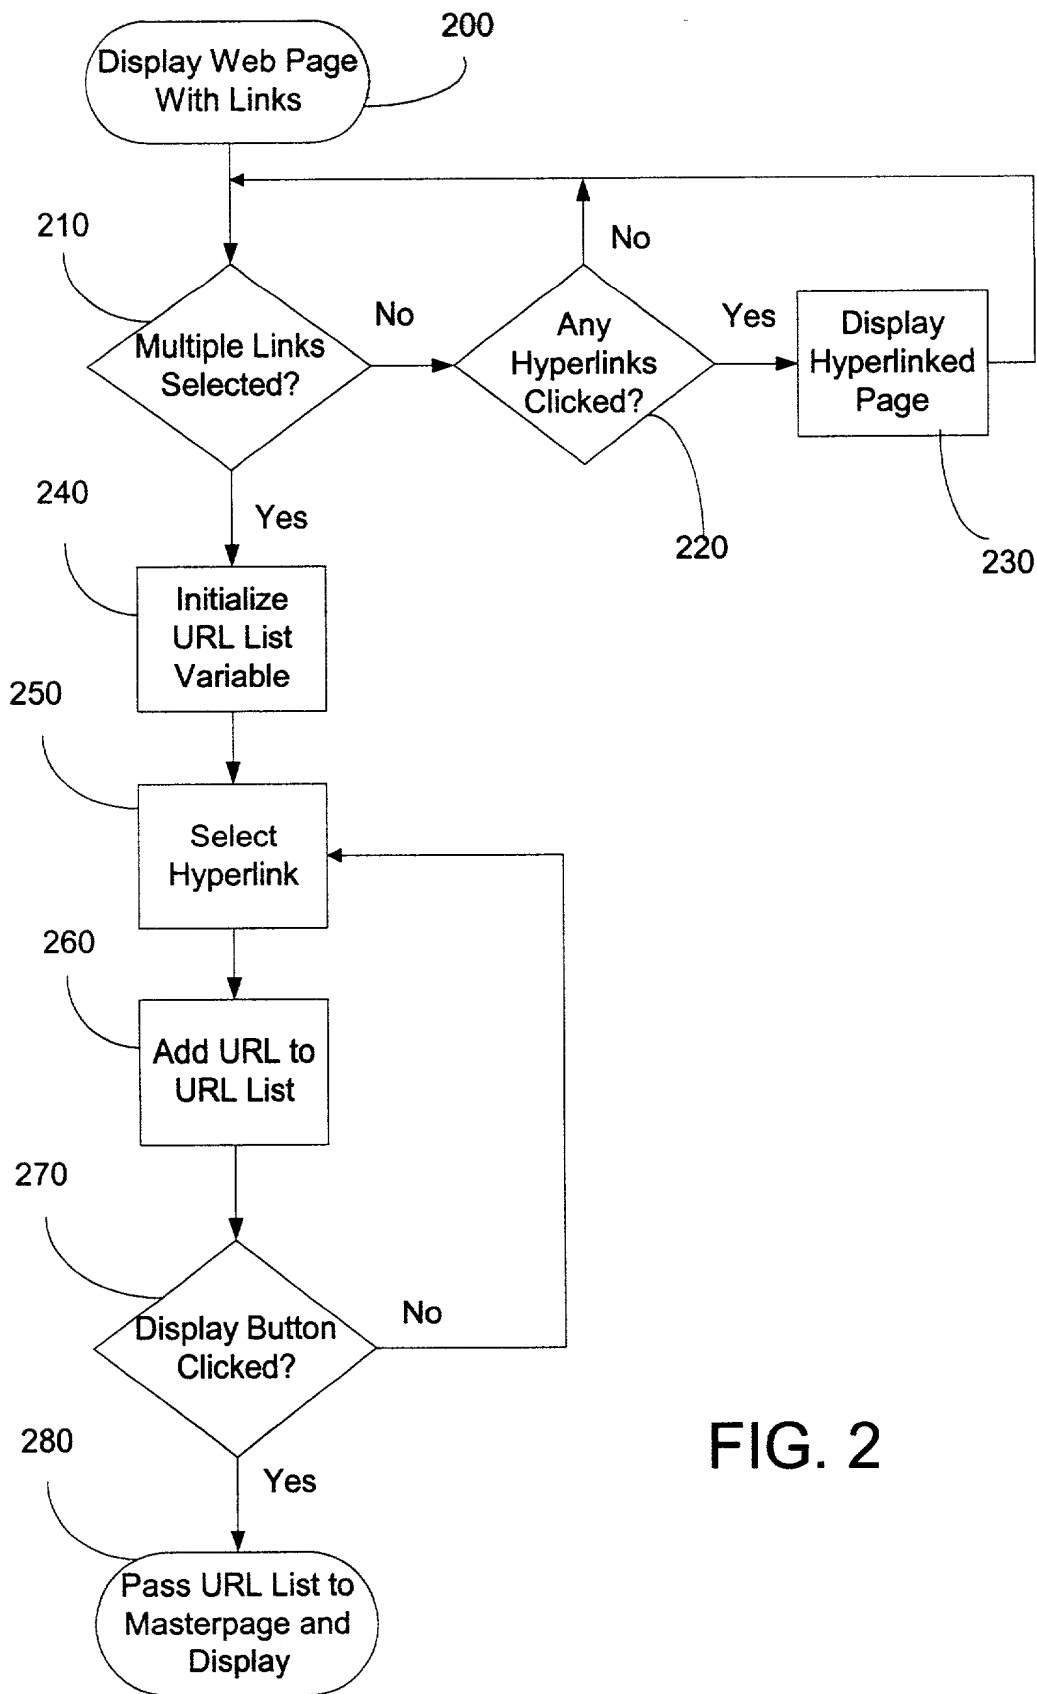 200
Display Web Page
With Links
210
No
No
Yes
Multiple Links
Selected?
Any
Hyperlinks
Clicked?
Display
Hyperlinked
Page
220
230
240
Yes
Initialize
URL List
Variable
250
Select
Hyperlink
260
Add URL to
URL List
270
No
Display Button
Clicked?
280
Yes
FIG. 2
Pass URL List to
Masterpage and
Display